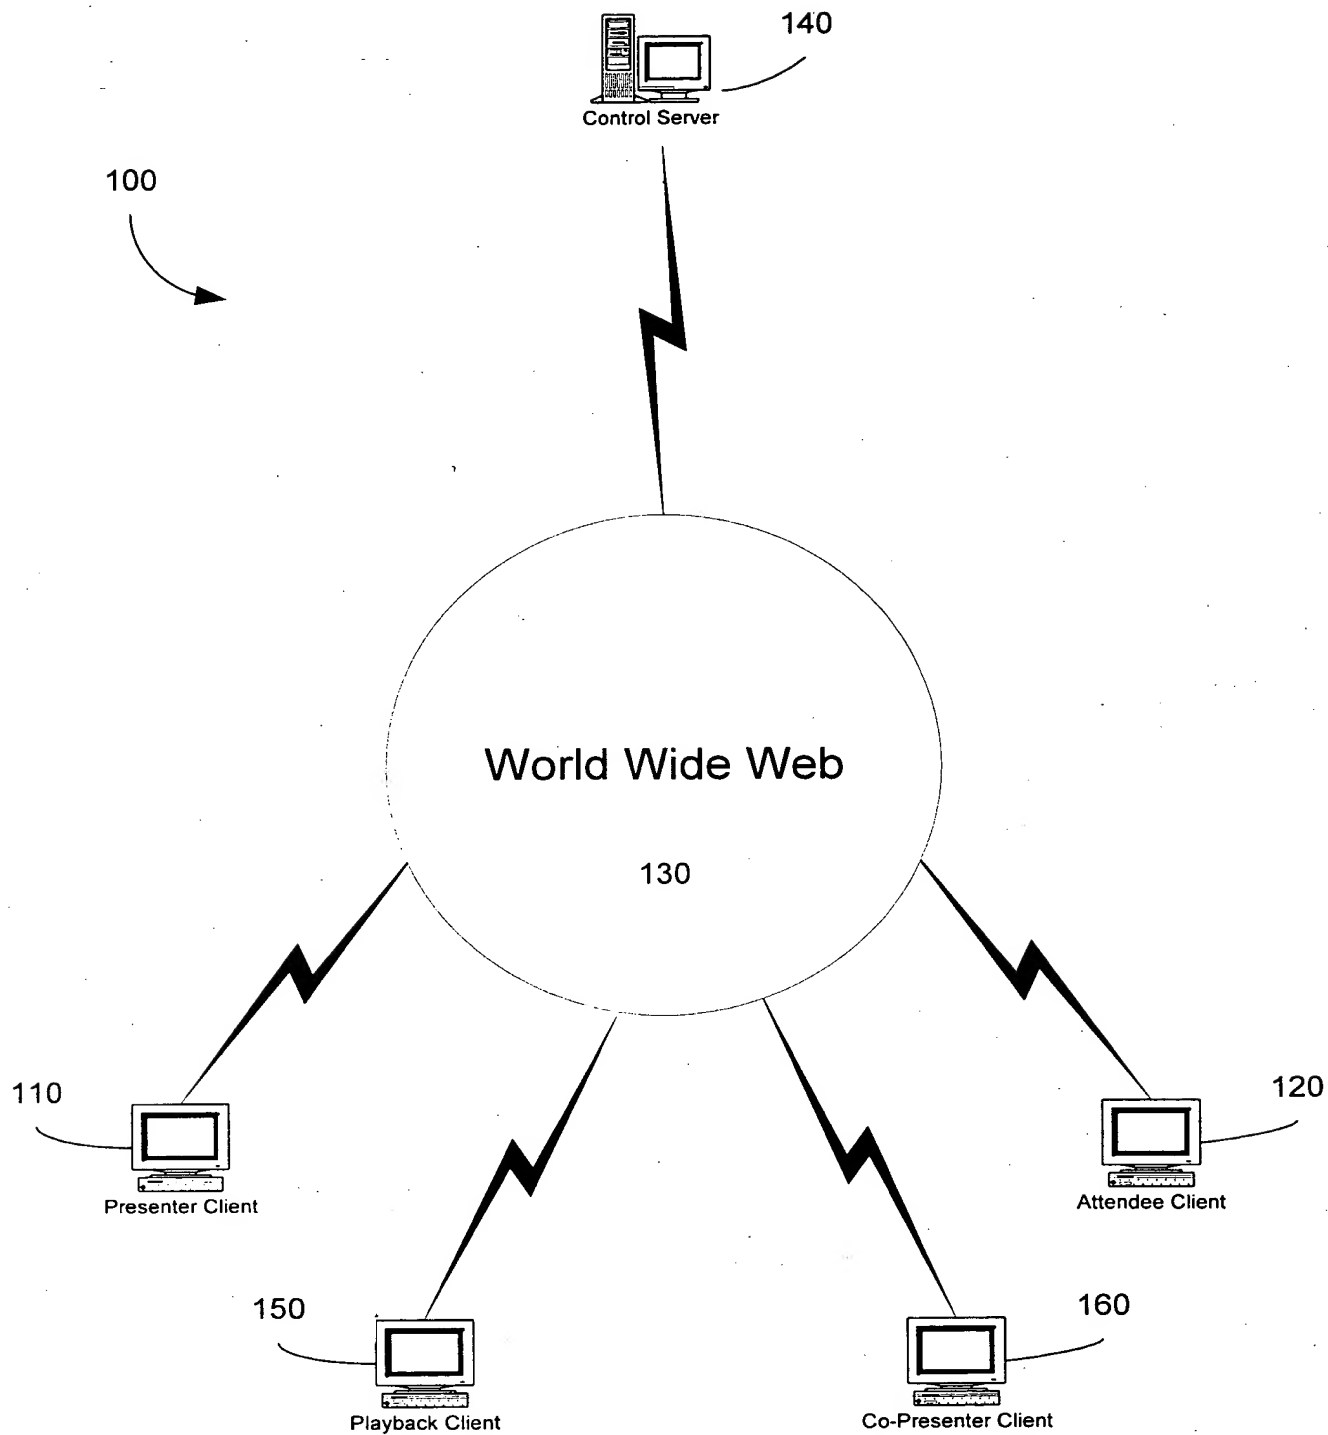 140
Control Server
100
World Wide Web
130
110
Presenter Client
120
Attendee Client
150
Playback Client
160
Co-Presenter Client